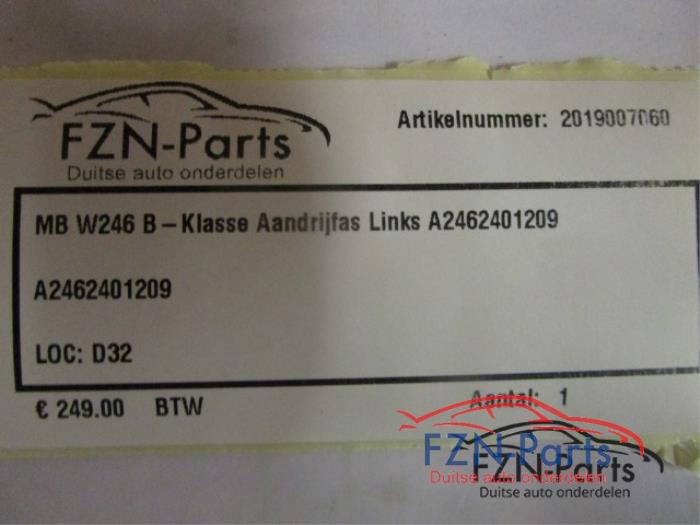 FZN-Parts
Duitse auto onderdelen
Artikelnummer: 2019007060
MB W246 B-Klasse Aandrijfas Links A2462401209
A2462401209
LOC: D32
€ 249.00 BTW
Aantal: 1
FZN-Parts
Duitse auto onderdelen
FZN-Parts
Duitse auto onderdelen